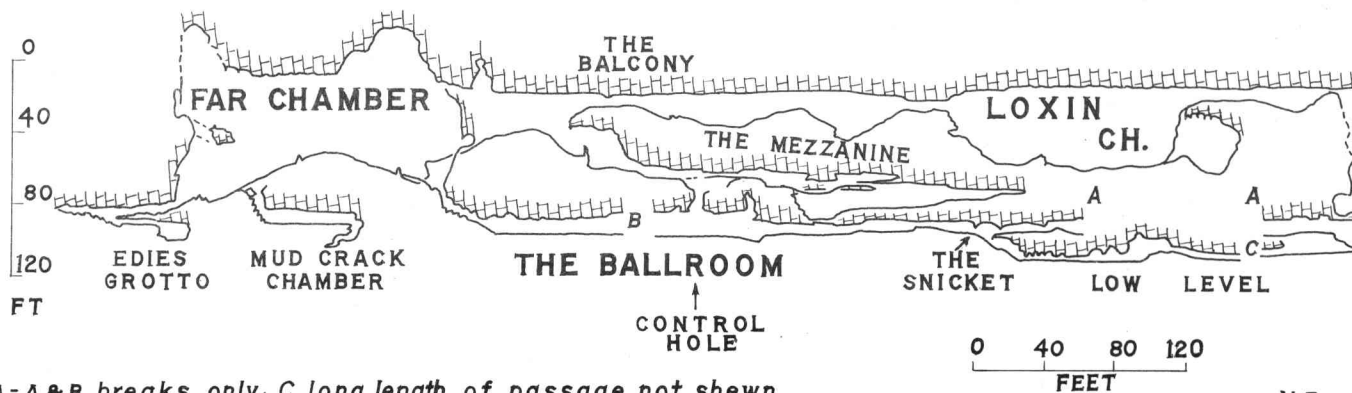 0
40
80
120
FT
FAR CHAMBER
THE
BALCONY
THE MEZZANINE
LOXIN
CH.
A
A
B
C
EDIES
GROTTO
MUD CRACK
CHAMBER
THE BALLROOM
CONTROL
HOLE
THE
SNICKET
LOW LEVEL
0 40 80 120
FEET
A-A & B breaks only. C long length of passage not shewn